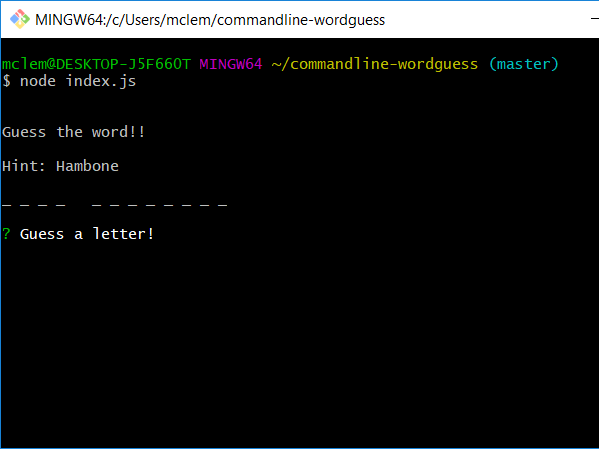 MINGW64:/c/Users/mclem/commandline-wordguess
mclem@DESKTOP-J5F66OT MINGW64 ~/commandline-wordguess (master)
$ node index.js
Guess the word!!
Hint: Hambone
_ _ _ _   _ _ _ _ _ _ _ _
? Guess a letter!